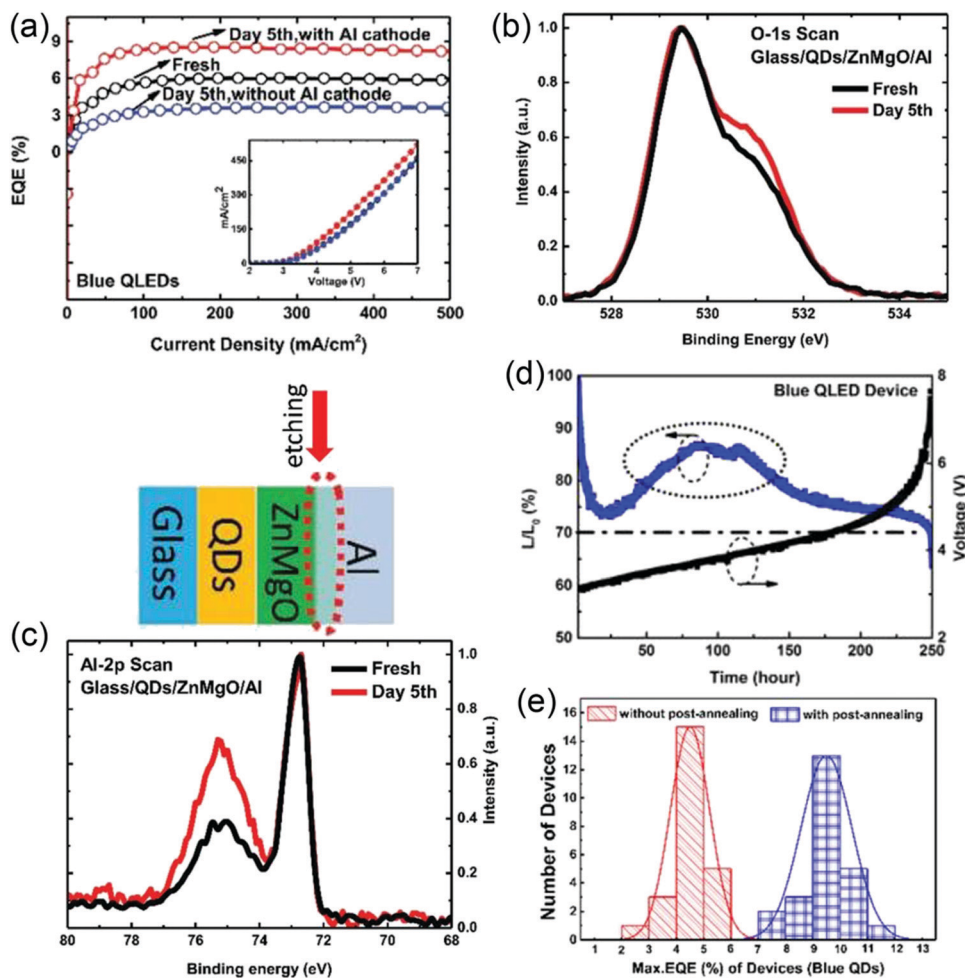 (a)
9
6
3
0
EQE (%)
Day 5th,with Al cathode
Fresh
Day 5th,without Al cathode
450
300
150
0
mA/cm²
2 3 4 5 6 7
Voltage (V)
Blue QLEDs
0 100 200 300 400 500
Current Density (mA/cm²)
(b)
O-1s Scan
Glass/QDs/ZnMgO/Al
Fresh
Day 5th
1.0
0.8
0.6
0.4
0.2
0.0
Intensity (a.u.)
528 530 532 534
Binding Energy (eV)
etching
Glass
QDs
ZnMgO
Al
(c)
Al-2p Scan
Glass/QDs/ZnMgO/Al
Fresh
Day 5th
1.0
0.8
0.6
0.4
0.2
0.0
Intensity (a.u.)
80 78 76 74 72 70 68
Binding energy (eV)
(d)
Blue QLED Device
100
90
80
70
60
50
L/L₀ (%)
8
6
4
2
Voltage (V)
0 50 100 150 200 250
Time (hour)
(e)
without post-annealing
with post-annealing
16
14
12
10
8
6
4
2
0
Number of Devices
1 2 3 4 5 6 7 8 9 10 11 12 13
Max.EQE (%) of Devices (Blue QDs)